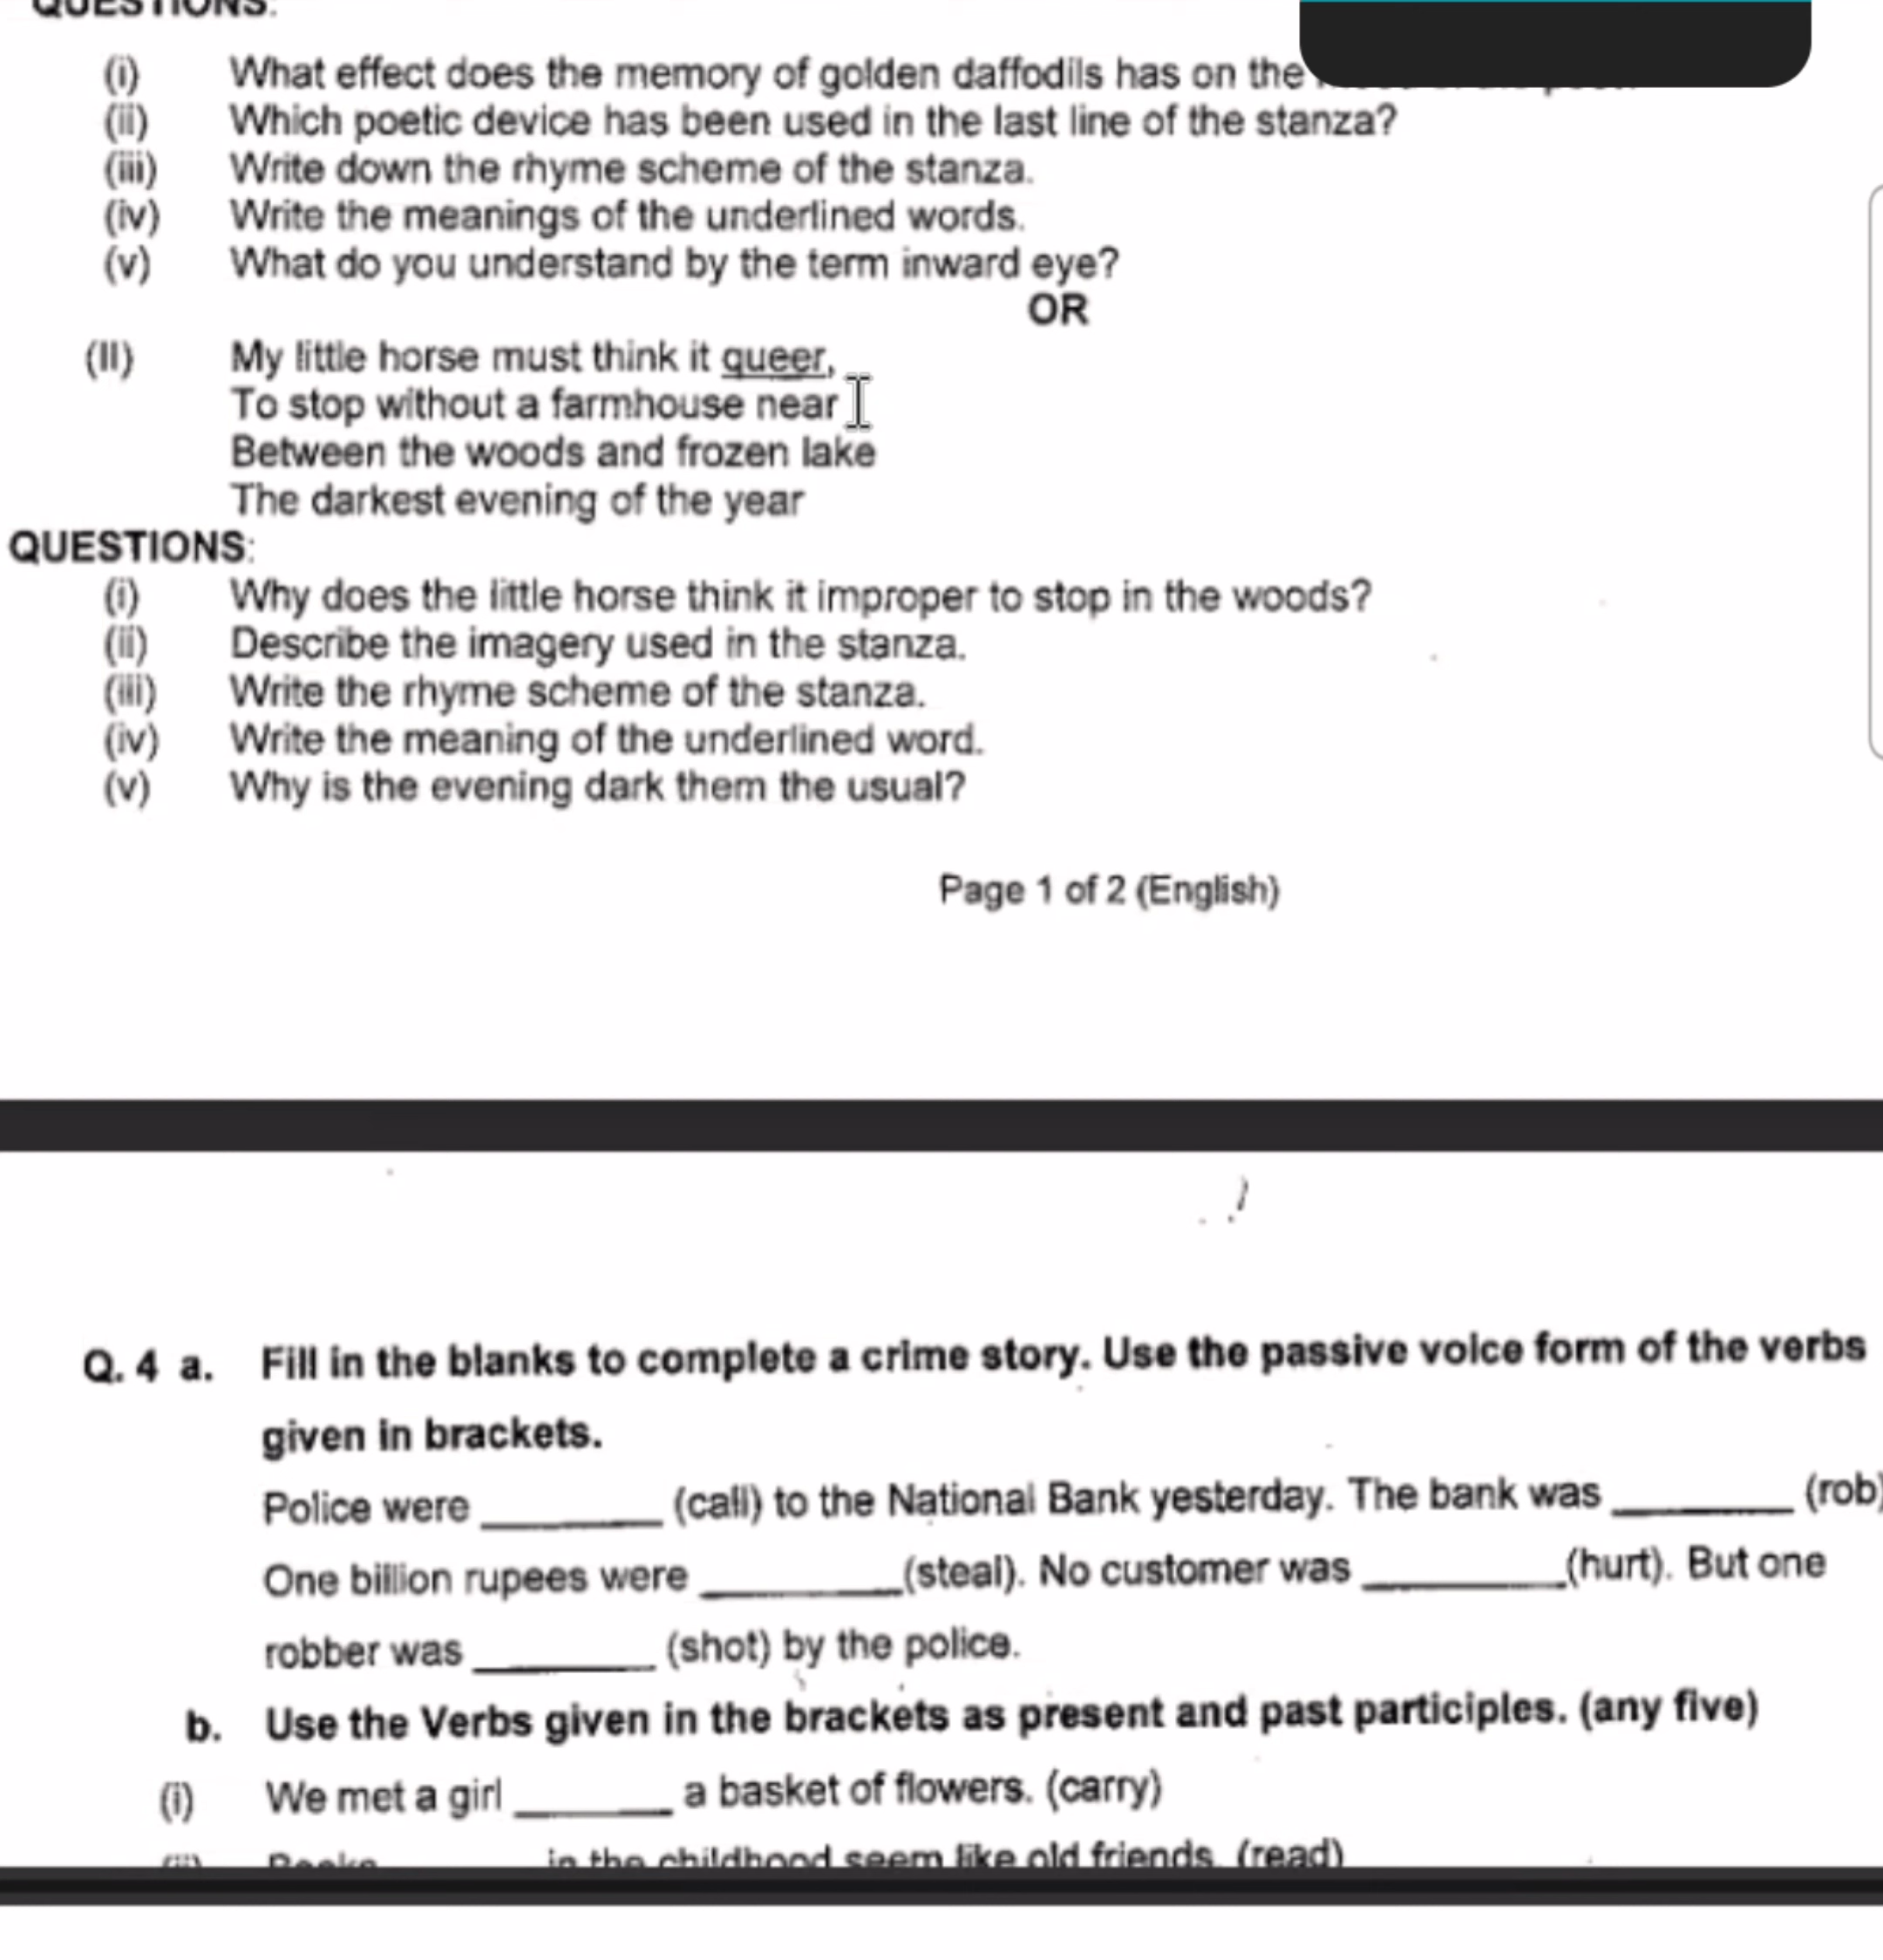 QUESTIONS:
(i) What effect does the memory of golden daffodils has on the
(ii) Which poetic device has been used in the last line of the stanza?
(iii) Write down the rhyme scheme of the stanza.
(iv) Write the meanings of the underlined words.
(v) What do you understand by the term inward eye?
OR
(II) My little horse must think it queer,
To stop without a farmhouse near
Between the woods and frozen lake
The darkest evening of the year
QUESTIONS:
(i) Why does the little horse think it improper to stop in the woods?
(ii) Describe the imagery used in the stanza.
(iii) Write the rhyme scheme of the stanza.
(iv) Write the meaning of the underlined word.
(v) Why is the evening dark them the usual?
Page 1 of 2 (English)
Q. 4 a. Fill in the blanks to complete a crime story. Use the passive voice form of the verbs
given in brackets.
Police were ________ (call) to the National Bank yesterday. The bank was ________ (rob)
One billion rupees were ________ (steal). No customer was ________ (hurt). But one
robber was ________ (shot) by the police.
b. Use the Verbs given in the brackets as present and past participles. (any five)
(i) We met a girl ________ a basket of flowers. (carry)
(ii) Books ________ in the childhood seem like old friends. (read)